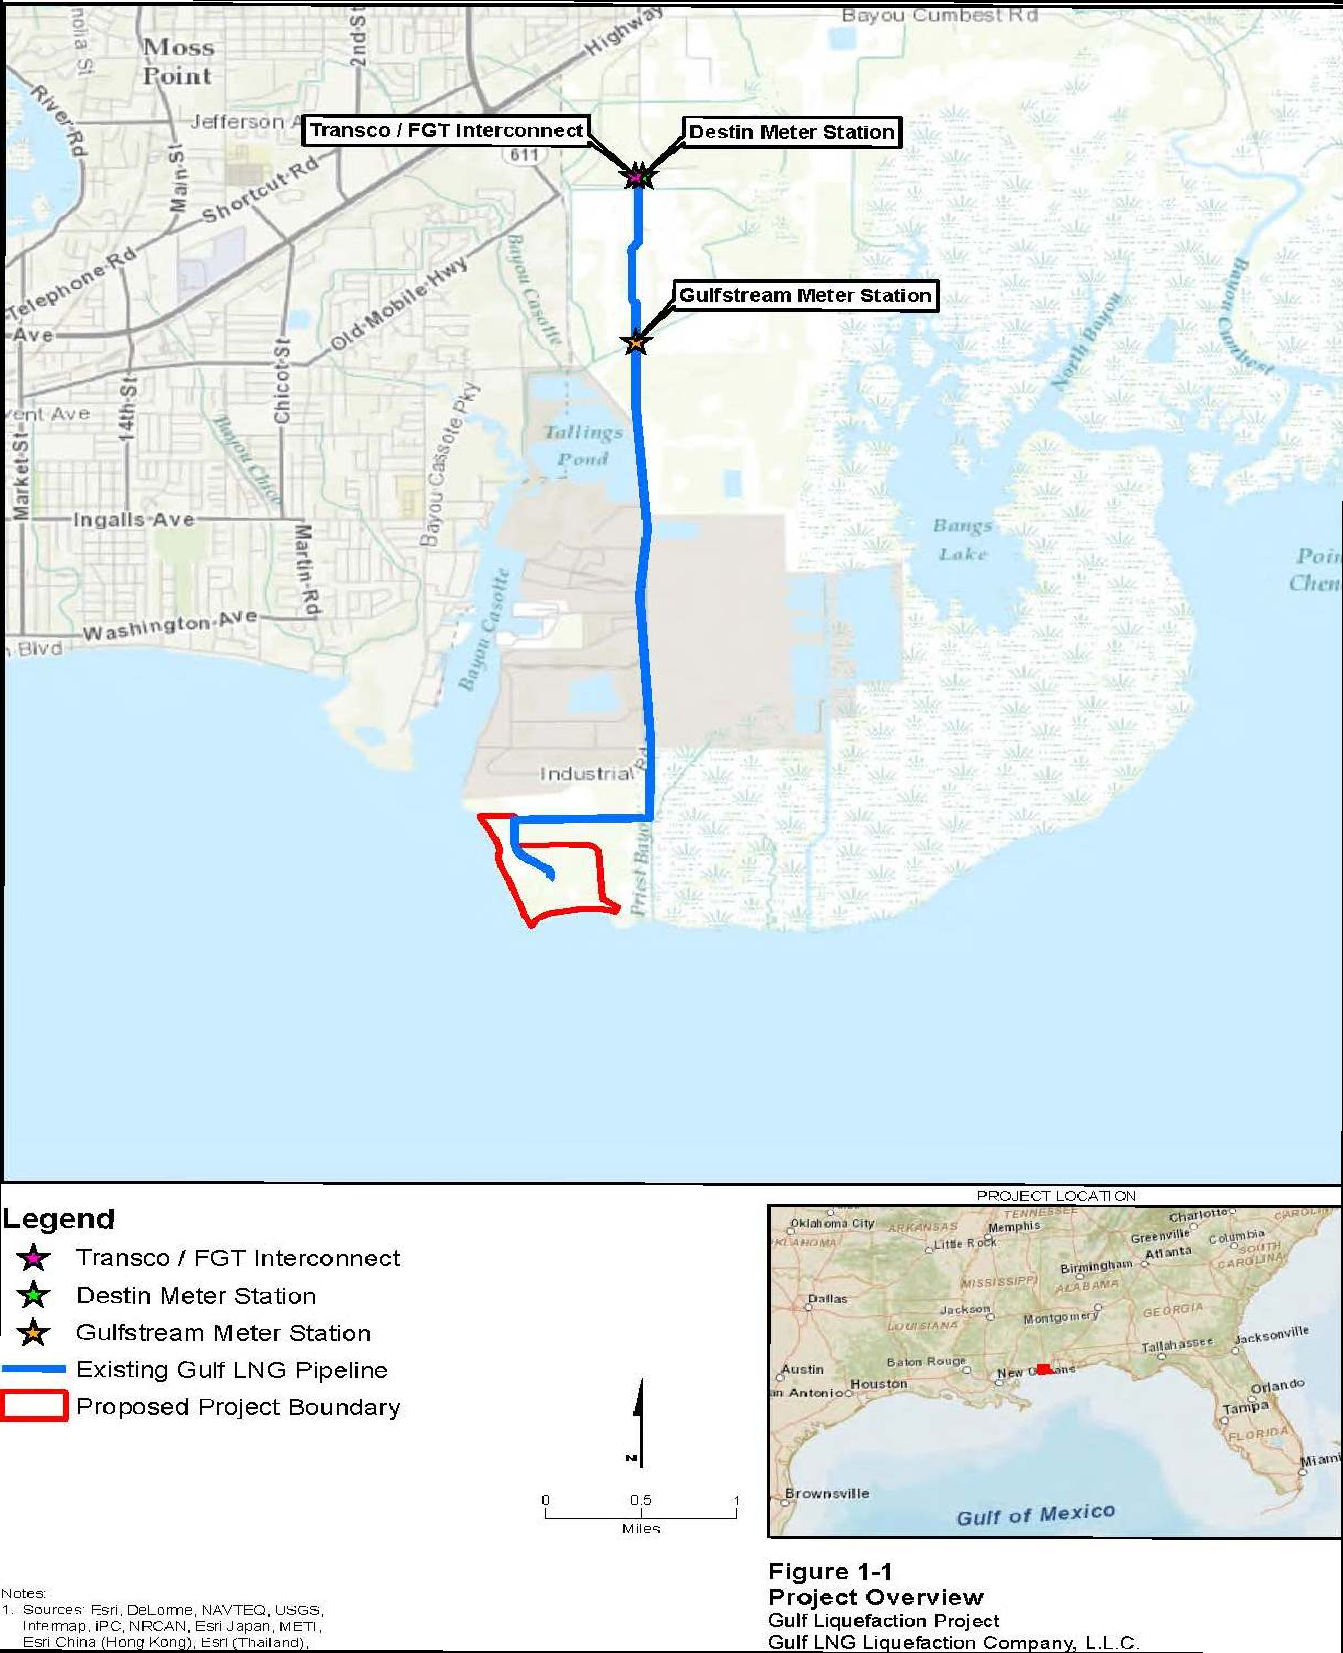 Bayou Cumbest Rd
nolia St
Moss
Point
2nd St
Highway
River Rd
Jefferson A
Transco / FGT Interconnect
Destin Meter Station
611
Main St
Shortcut Rd
Telephone Rd
Bayou Casotte
Old Mobile Hwy
Bayou Cumbest
North Bayou
Gulfstream Meter Station
Ave
Chicot St
14th St
Market St
Bayou Chico
Bayou Cassote Pky
Tallings
Pond
Ingalls Ave
Martin Rd
Bangs
Lake
Poin
Chen
Washington Ave
Blvd
Bayou Casotte
Industrial Rd
Priest Bayo
PROJECT LOCATION
Legend
Transco / FGT Interconnect
Destin Meter Station
Gulfstream Meter Station
Existing Gulf LNG Pipeline
Proposed Project Boundary
N
0 0.5 1
Miles
TENNESSEE
Charlotte
CAROLI
Oklahoma City
ARKANSAS
Memphis
Greenville
Columbia
KLAHOMA
Little Rock
Atlanta
SOUTH
CAROLINA
Birmingham
MISSISSIPPI
ALABAMA
Dallas
Jackson
Montgomery
GEORGIA
LOUISIANA
Tallahassee
Jacksonville
Austin
Baton Rouge
New O ans
an Antonio
Houston
Orlando
Tampa
FLORIDA
Miami
Brownsville
Gulf of Mexico
Figure 1-1
Project Overview
Gulf Liquefaction Project
Gulf LNG Liquefaction Company, L.L.C.
Notes:
1. Sources: Esri, DeLorme, NAVTEQ, USGS,
Intermap, iPC, NRCAN, Esri Japan, METI,
Esri China (Hong Kong), Esri (Thailand),